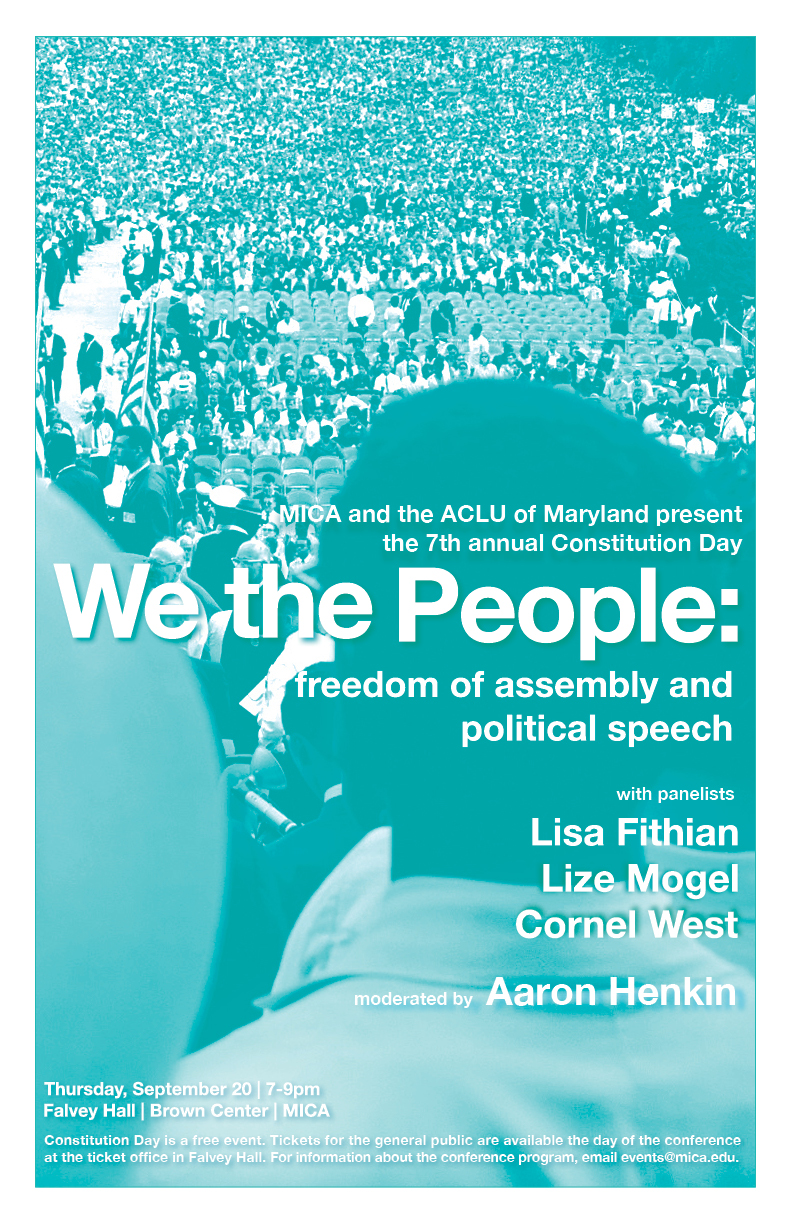 MICA and the ACLU of Maryland present
the 7th annual Constitution Day
We the People:
freedom of assembly and
political speech
with panelists
Lisa Fithian
Lize Mogel
Cornel West
moderated by Aaron Henkin
Thursday, September 20 | 7-9pm
Falvey Hall | Brown Center | MICA
Constitution Day is a free event. Tickets for the general public are available the day of the conference
at the ticket office in Falvey Hall. For information about the conference program, email events@mica.edu.